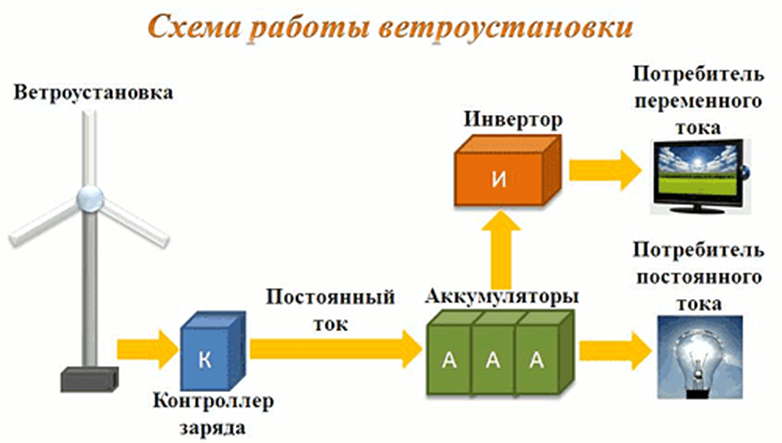 Схема работы ветроустановки
Ветроустановка
Потребитель
переменного
тока
Инвертор
И
Потребитель
постоянного
тока
Постоянный
ток
Аккумуляторы
К
А А А
Контроллер
заряда